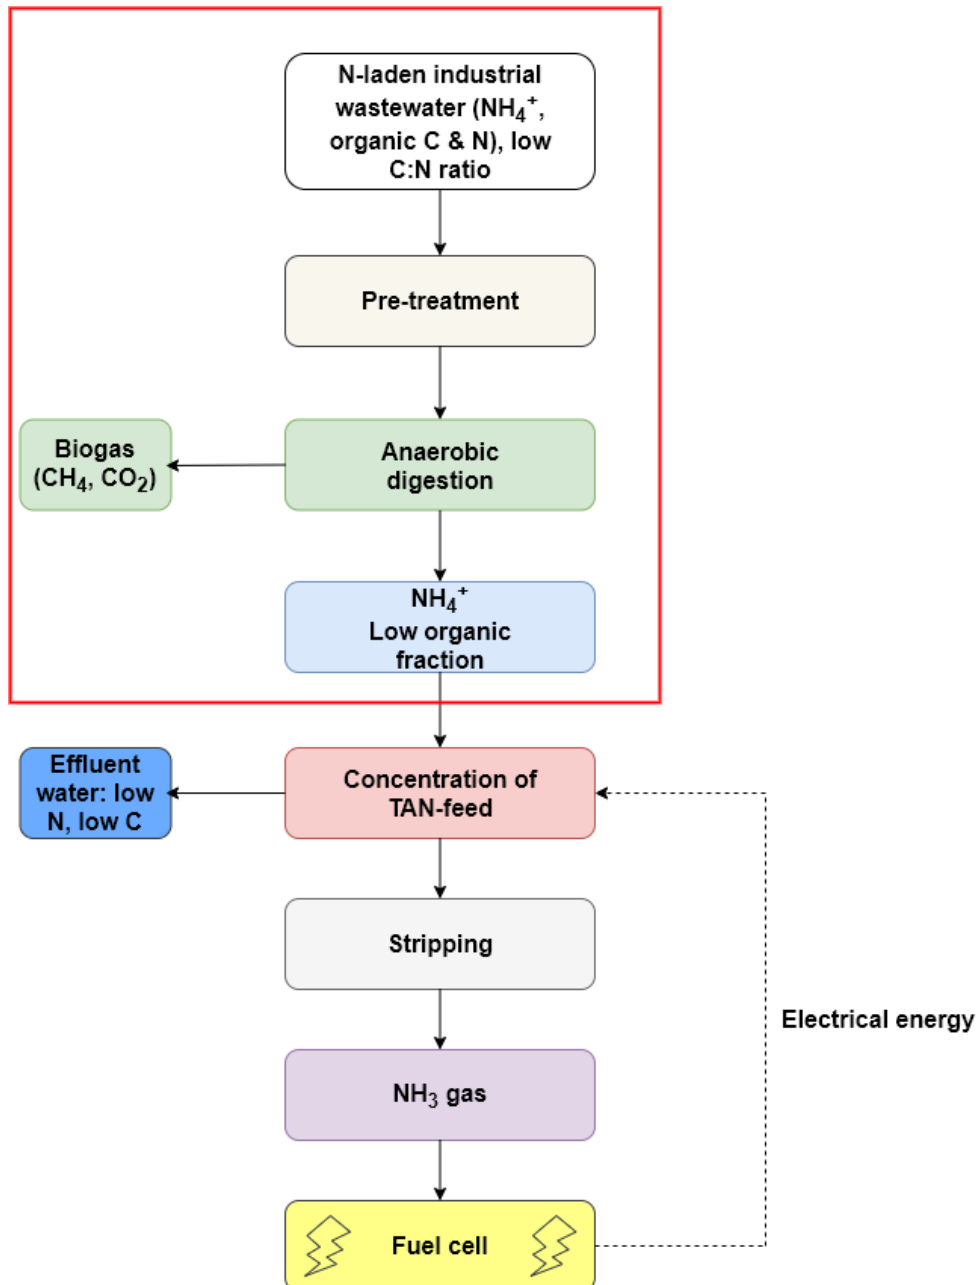 N-laden industrial
wastewater (NH₄⁺,
organic C & N), low
C:N ratio
Pre-treatment
Biogas
(CH₄, CO₂)
Anaerobic
digestion
NH₄⁺
Low organic
fraction
Effluent
water: low
N, low C
Concentration of
TAN-feed
Stripping
Electrical energy
NH₃ gas
Fuel cell